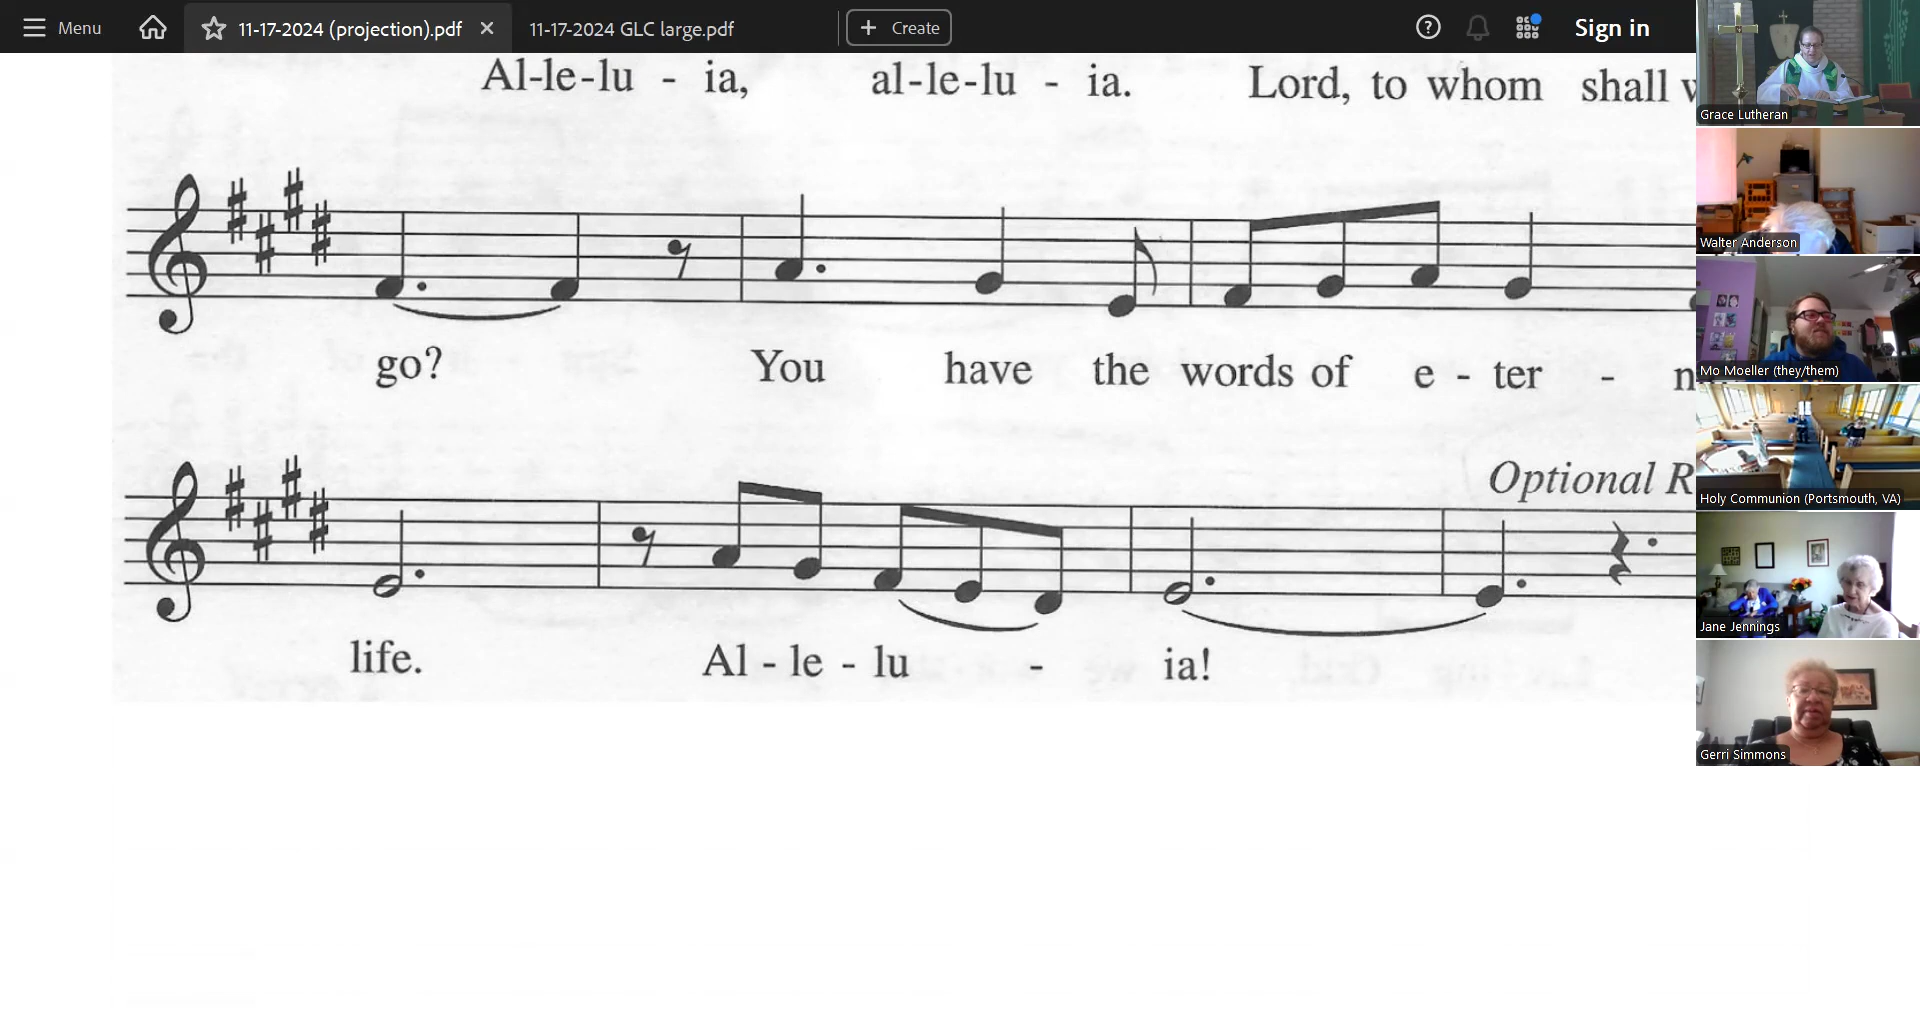 Menu
11-17-2024 (projection).pdf
11-17-2024 GLC large.pdf
Create
Sign in
Al-le-lu - ia, al-le-lu - ia. Lord, to whom shall
go? You have the words of e - ter -
Optional
life. Al - le - lu - ia!
Grace Lutheran
Walter Anderson
Mo Moeller (they/them)
Holy Communion (Portsmouth, VA)
Jane Jennings
Gerri Simmons